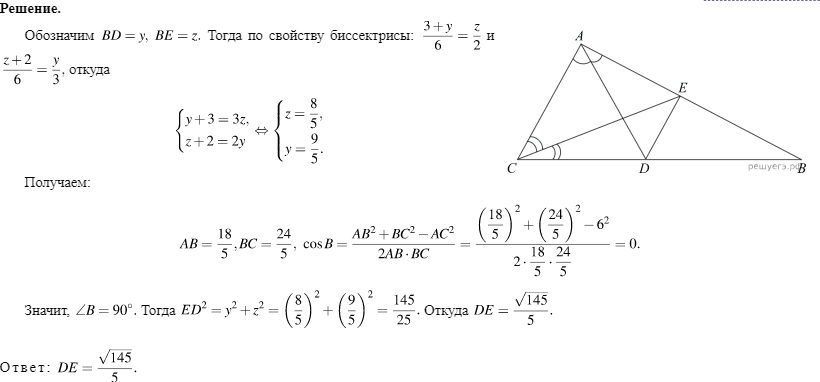 Решение.
Обозначим BD = y, BE = z. Тогда по свойству биссектрисы: \frac{3+y}{6} = \frac{z}{2} и
\frac{z+2}{6} = \frac{y}{3}, откуда
\begin{cases} y+3=3z, \\ z+2=2y \end{cases} ⇔ \begin{cases} z=\frac{8}{5}, \\ y=\frac{9}{5}. \end{cases}
A
E
C
D
B
решуегэ.рф
Получаем:
AB = \frac{18}{5}, BC = \frac{24}{5}, cos B = \frac{AB^2+BC^2-AC^2}{2AB·BC} = \frac{\left(\frac{18}{5}\right)^2+\left(\frac{24}{5}\right)^2-6^2}{2·\frac{18}{5}·\frac{24}{5}} = 0.
Значит, ∠B = 90°. Тогда ED^2 = y^2 + z^2 = \left(\frac{8}{5}\right)^2 + \left(\frac{9}{5}\right)^2 = \frac{145}{25}. Откуда DE = \frac{\sqrt{145}}{5}.
Ответ: DE = \frac{\sqrt{145}}{5}.